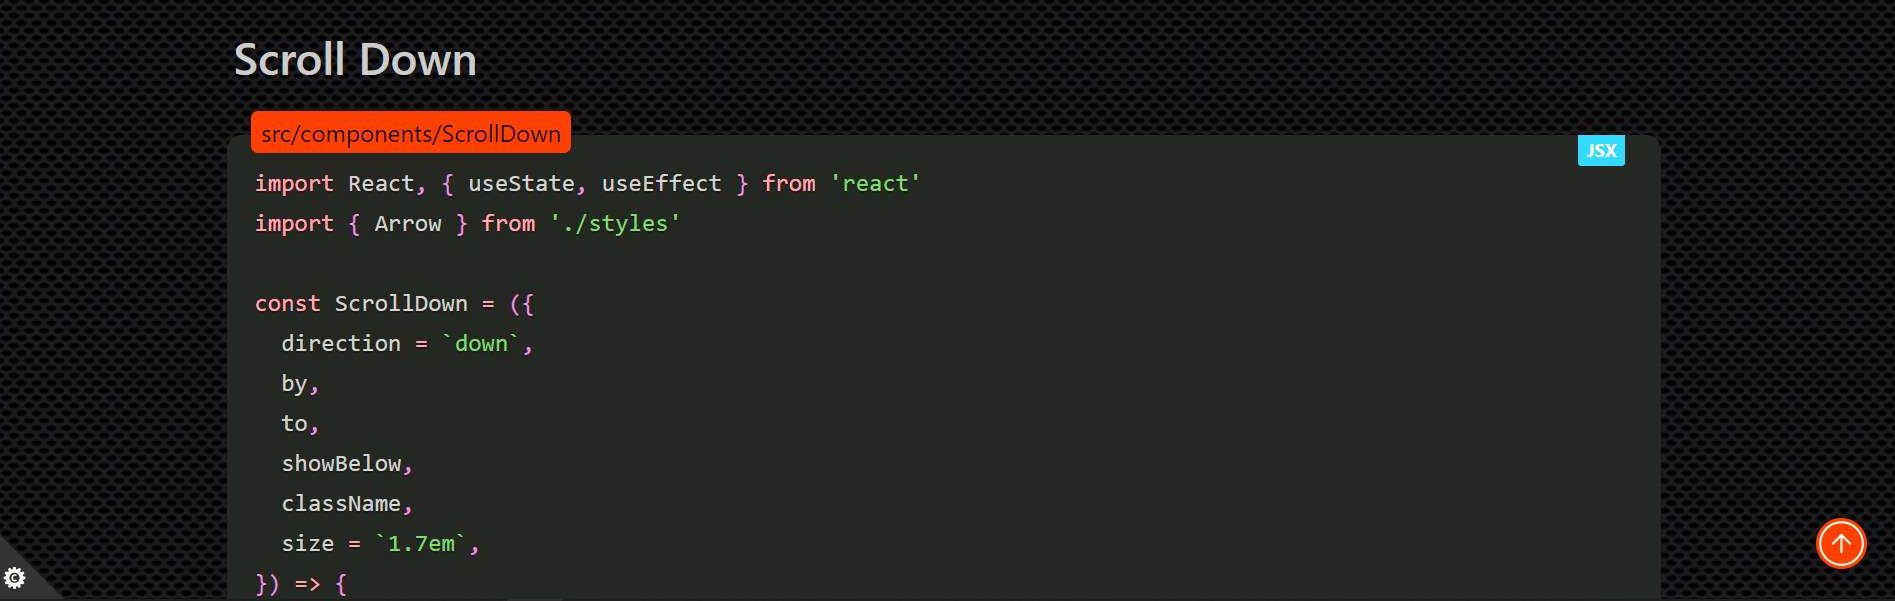 Scroll Down
src/components/ScrollDown
JSX
import React, { useState, useEffect } from 'react'
import { Arrow } from './styles'
const ScrollDown = ({
  direction = `down`,
  by,
  to,
  showBelow,
  className,
  size = `1.7em`,
}) => {
C